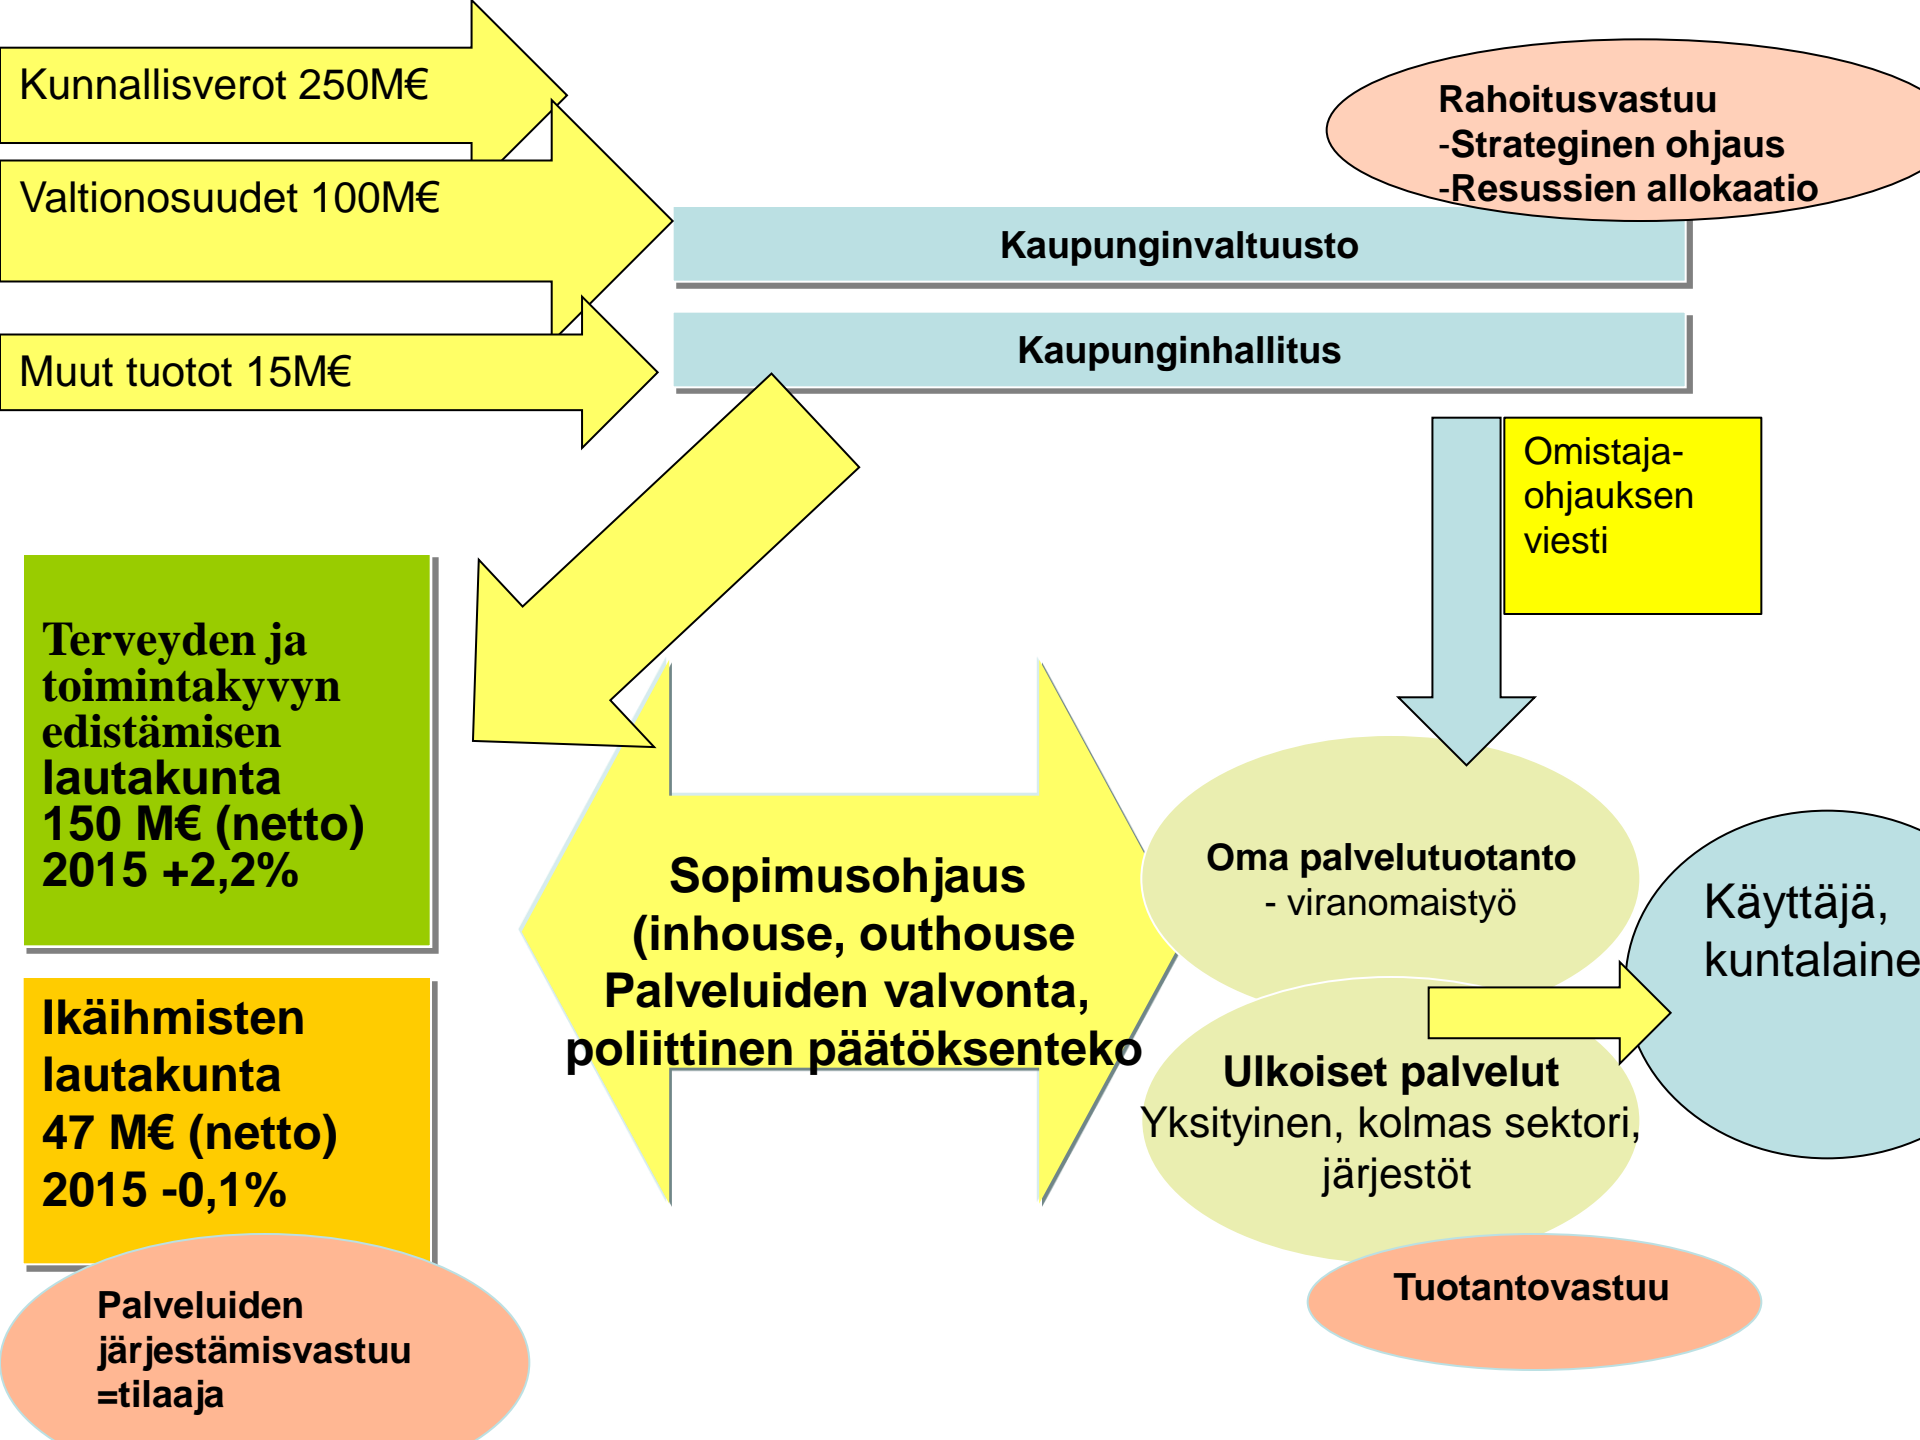 Kunnallisverot 250M€
Valtionosuudet 100M€
Muut tuotot 15M€
Rahoitusvastuu
-Strateginen ohjaus
-Resussien allokaatio
Kaupunginvaltuusto
Kaupunginhallitus
Omistaja-
ohjauksen
viesti
Terveyden ja
toimintakyvyn
edistämisen
lautakunta
150 M€ (netto)
2015 +2,2%
Ikäihmisten
lautakunta
47 M€ (netto)
2015 -0,1%
Palveluiden
järjestämisvastuu
=tilaaja
Sopimusohjaus
(inhouse, outhouse
Palveluiden valvonta,
poliittinen päätöksenteko
Oma palvelutuotanto
- viranomaistyö
Ulkoiset palvelut
Yksityinen, kolmas sektori,
järjestöt
Tuotantovastuu
Käyttäjä,
kuntalaine